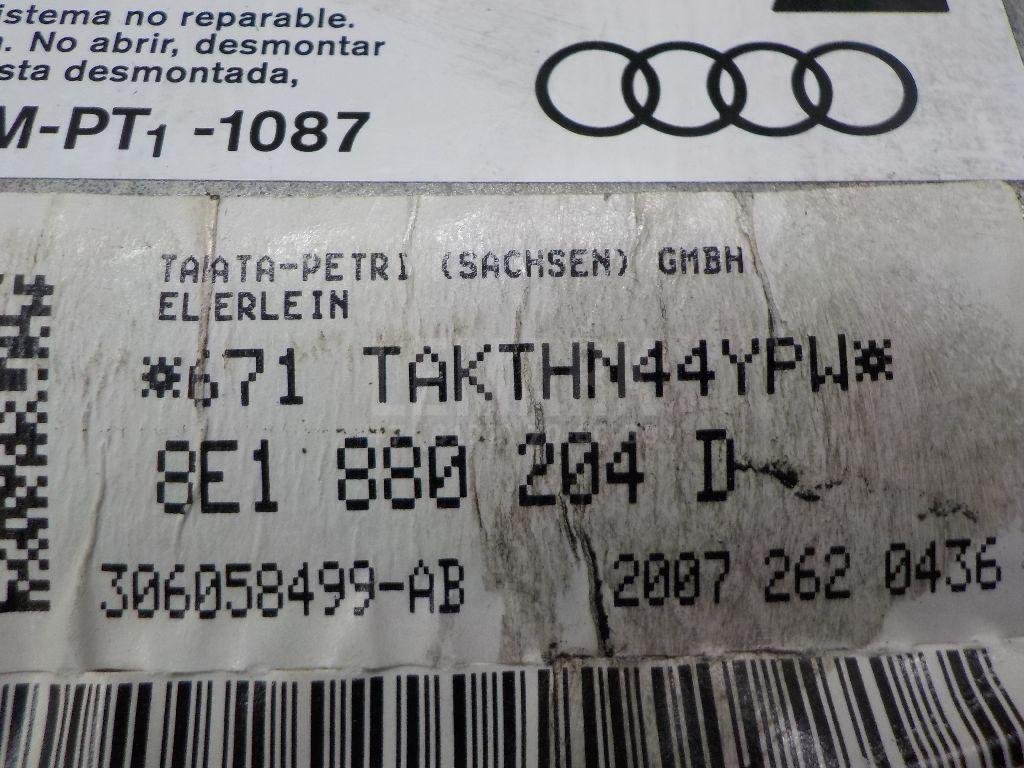 istema no reparable.
. No abrir, desmontar
sta desmontada,
M-PT1 -1087
TAKATA-PETRI (SACHSEN) GMBH
ELTERLEIN
*671 TAKTHN44YPW*
8E1 880 204 D
306058499-AB 2007 262 0436